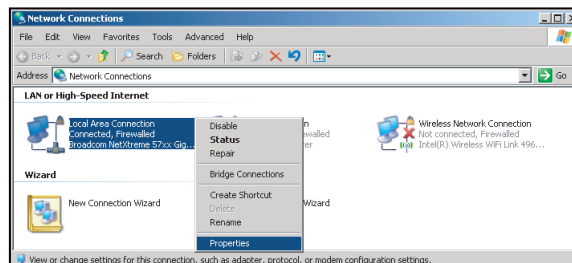 Network Connections
File Edit View Favorites Tools Advanced Help
Back Search Folders
Address Network Connections Go
LAN or High-Speed Internet
Local Area Connection
Connected, Firewalled
Broadcom NetXtreme 57xx Gig...
Disable
Status
Repair
Bridge Connections
Create Shortcut
Delete
Rename
Properties
Wireless Network Connection
Not connected, Firewalled
Intel(R) Wireless WiFi Link 496...
Wizard
New Connection Wizard
Wizard
View or change settings for this connection, such as adapter, protocol, or modem configuration settings.